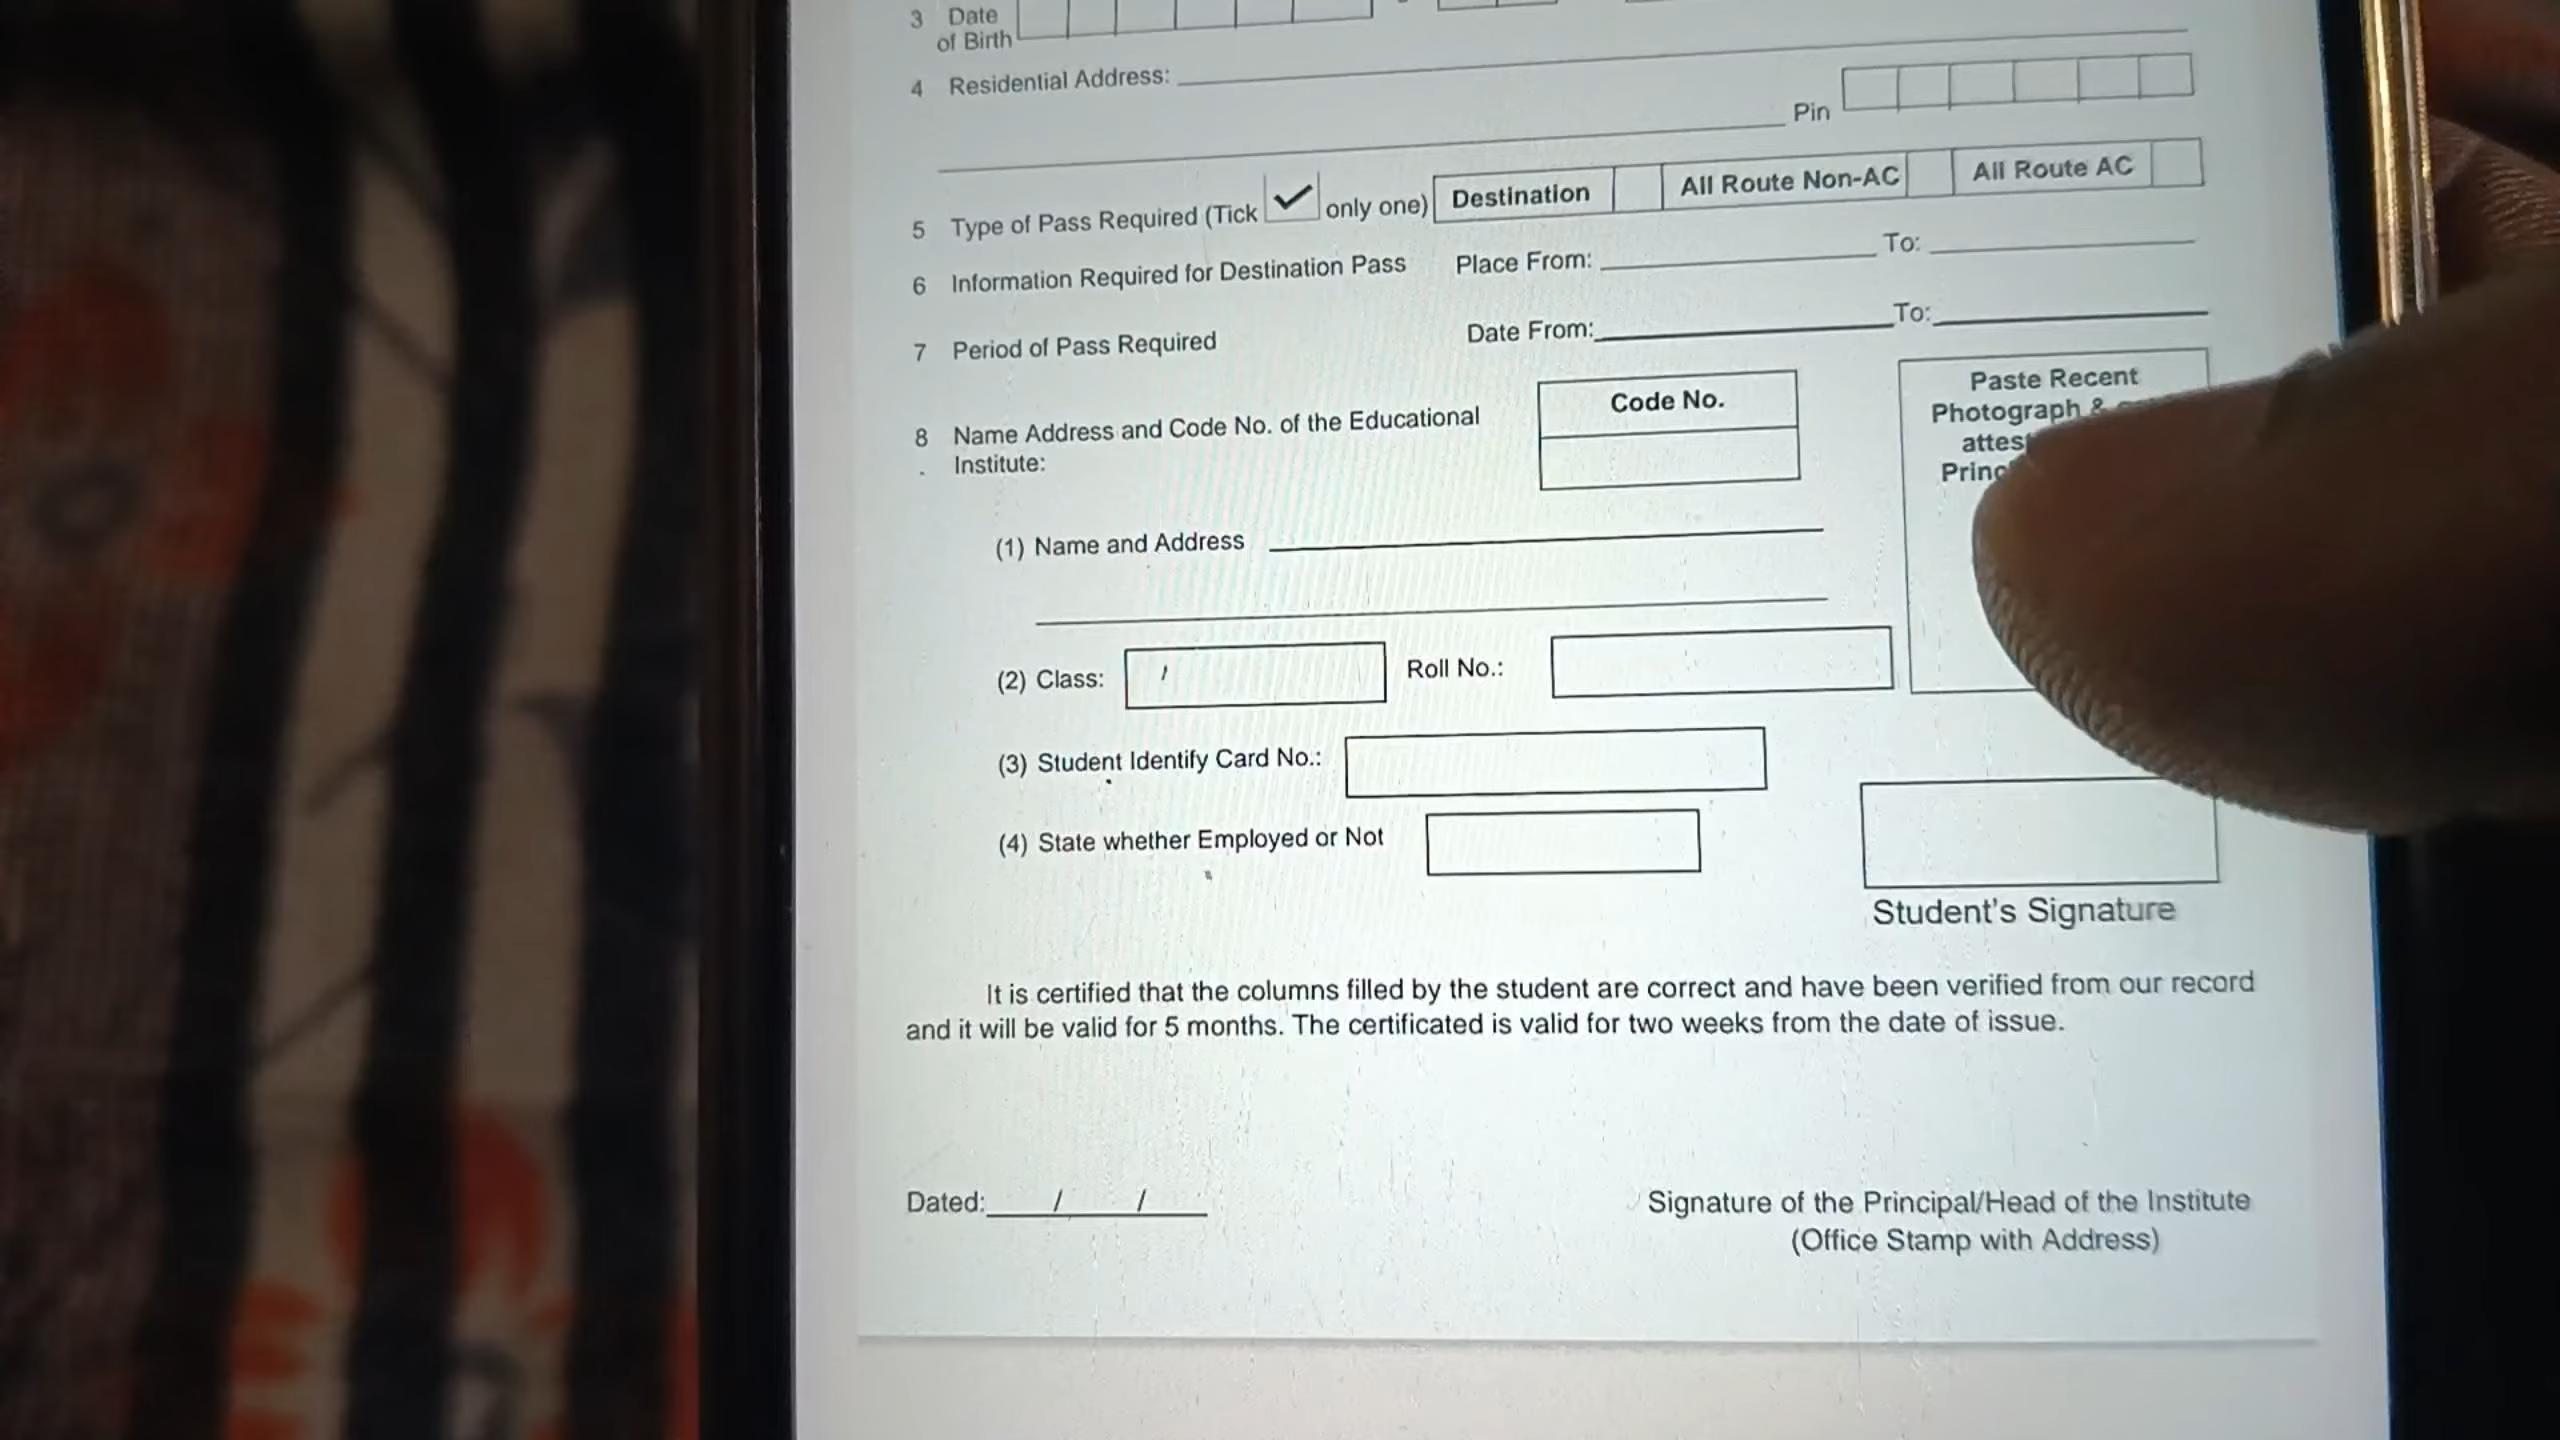 3 Date
of Birth
4 Residential Address:
Pin
5 Type of Pass Required (Tick ✓ only one) Destination All Route Non-AC All Route AC
6 Information Required for Destination Pass Place From: To:
7 Period of Pass Required Date From: To:
Paste Recent
Photograph &
Code No.
8 Name Address and Code No. of the Educational
. Institute:
(1) Name and Address
(2) Class: Roll No.:
(3) Student Identify Card No.:
(4) State whether Employed or Not
Student's Signature
It is certified that the columns filled by the student are correct and have been verified from our record
and it will be valid for 5 months. The certificated is valid for two weeks from the date of issue.
Dated: / /
Signature of the Principal/Head of the Institute
(Office Stamp with Address)